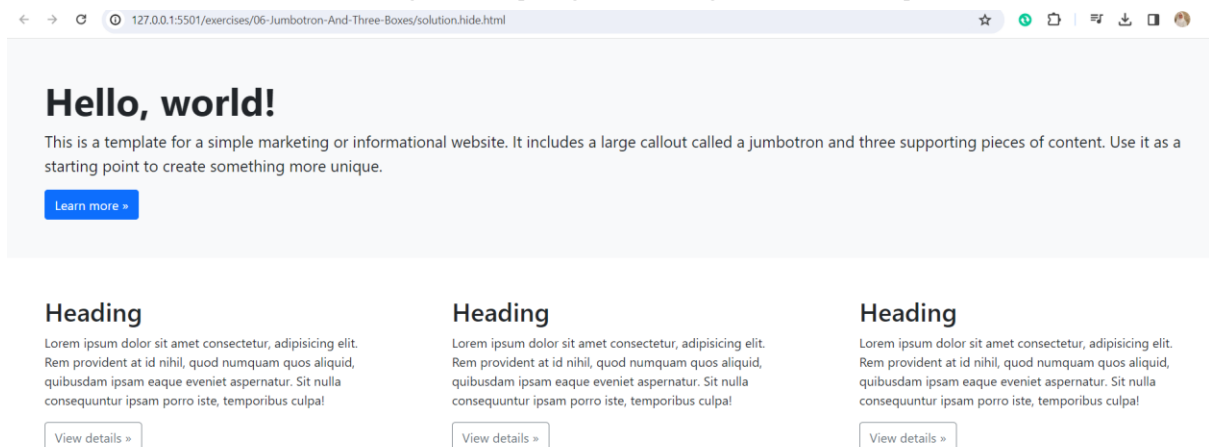 127.0.0.1:5501/exercises/06-Jumbotron-And-Three-Boxes/solution.hide.html
Hello, world!
This is a template for a simple marketing or informational website. It includes a large callout called a jumbotron and three supporting pieces of content. Use it as a
starting point to create something more unique.
Learn more »
Heading
Lorem ipsum dolor sit amet consectetur, adipisicing elit.
Rem provident at id nihil, quod numquam quos aliquid,
quibusdam ipsam eaque eveniet aspernatur. Sit nulla
consequuntur ipsam porro iste, temporibus culpa!
View details »
Heading
Lorem ipsum dolor sit amet consectetur, adipisicing elit.
Rem provident at id nihil, quod numquam quos aliquid,
quibusdam ipsam eaque eveniet aspernatur. Sit nulla
consequuntur ipsam porro iste, temporibus culpa!
View details »
Heading
Lorem ipsum dolor sit amet consectetur, adipisicing elit.
Rem provident at id nihil, quod numquam quos aliquid,
quibusdam ipsam eaque eveniet aspernatur. Sit nulla
consequuntur ipsam porro iste, temporibus culpa!
View details »